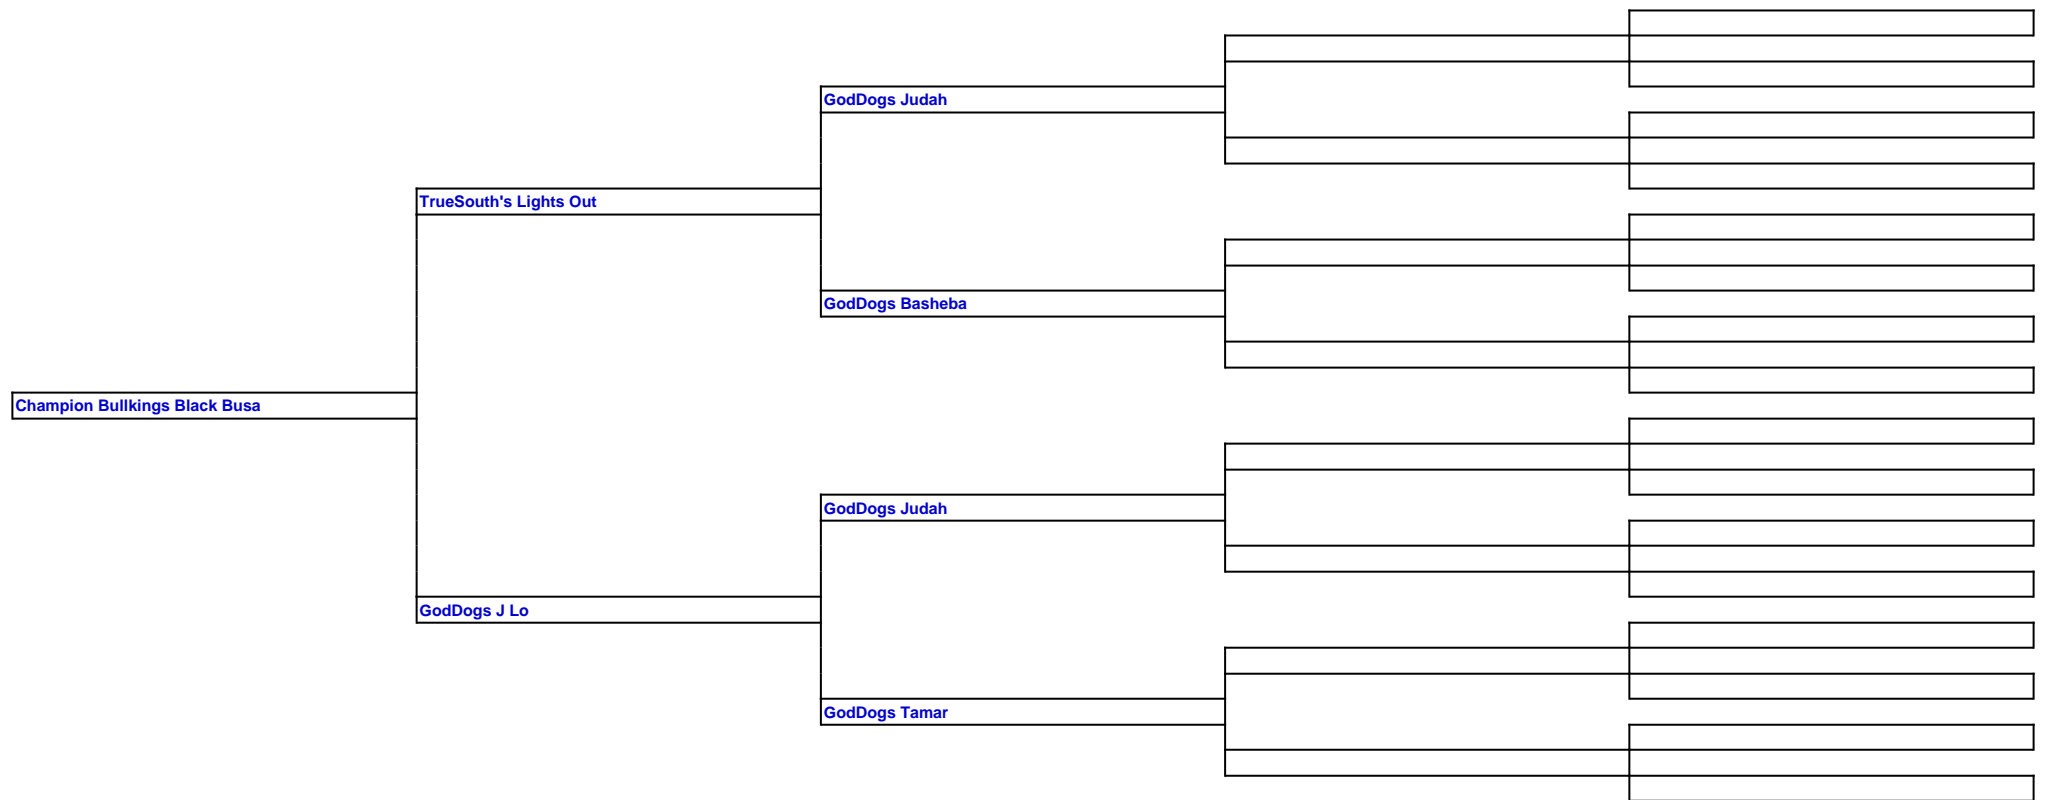 GodDogs Judah
TrueSouth's Lights Out
GodDogs Basheba
Champion Bullkings Black Busa
GodDogs Judah
GodDogs J Lo
GodDogs Tamar